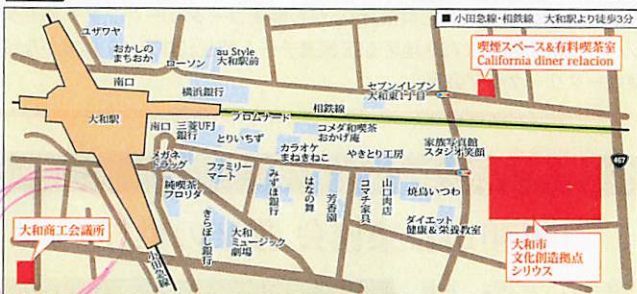 ■ 小田急線・相鉄線 大和駅より徒歩3分
ユザワヤ
おかしの
まちおか
au Style
大和駅前
ローソン
喫煙スペース&有料喫茶室
California diner relacion
セブンイレブン
大和東1丁目
南口
横浜銀行
相鉄線
プロムナード
大和駅
南口
三菱UFJ
銀行
とりいちず
コメダ和喫茶
おかげ庵
カラオケ
まねきねこ
やきとり工房
家族写真館
スタジオ笑顔
467
メガネ
ドラッグ
ファミリー
マート
純喫茶
フロリダ
みずほ銀行
はなの舞
芳香園
コマチ家具
山口肉店
焼鳥いつわ
きらぼし
銀行
大和
ミュージック
劇場
ダイエット
健康&栄養教室
大和商工会議所
小田急線
大和市
文化創造拠点
シリウス